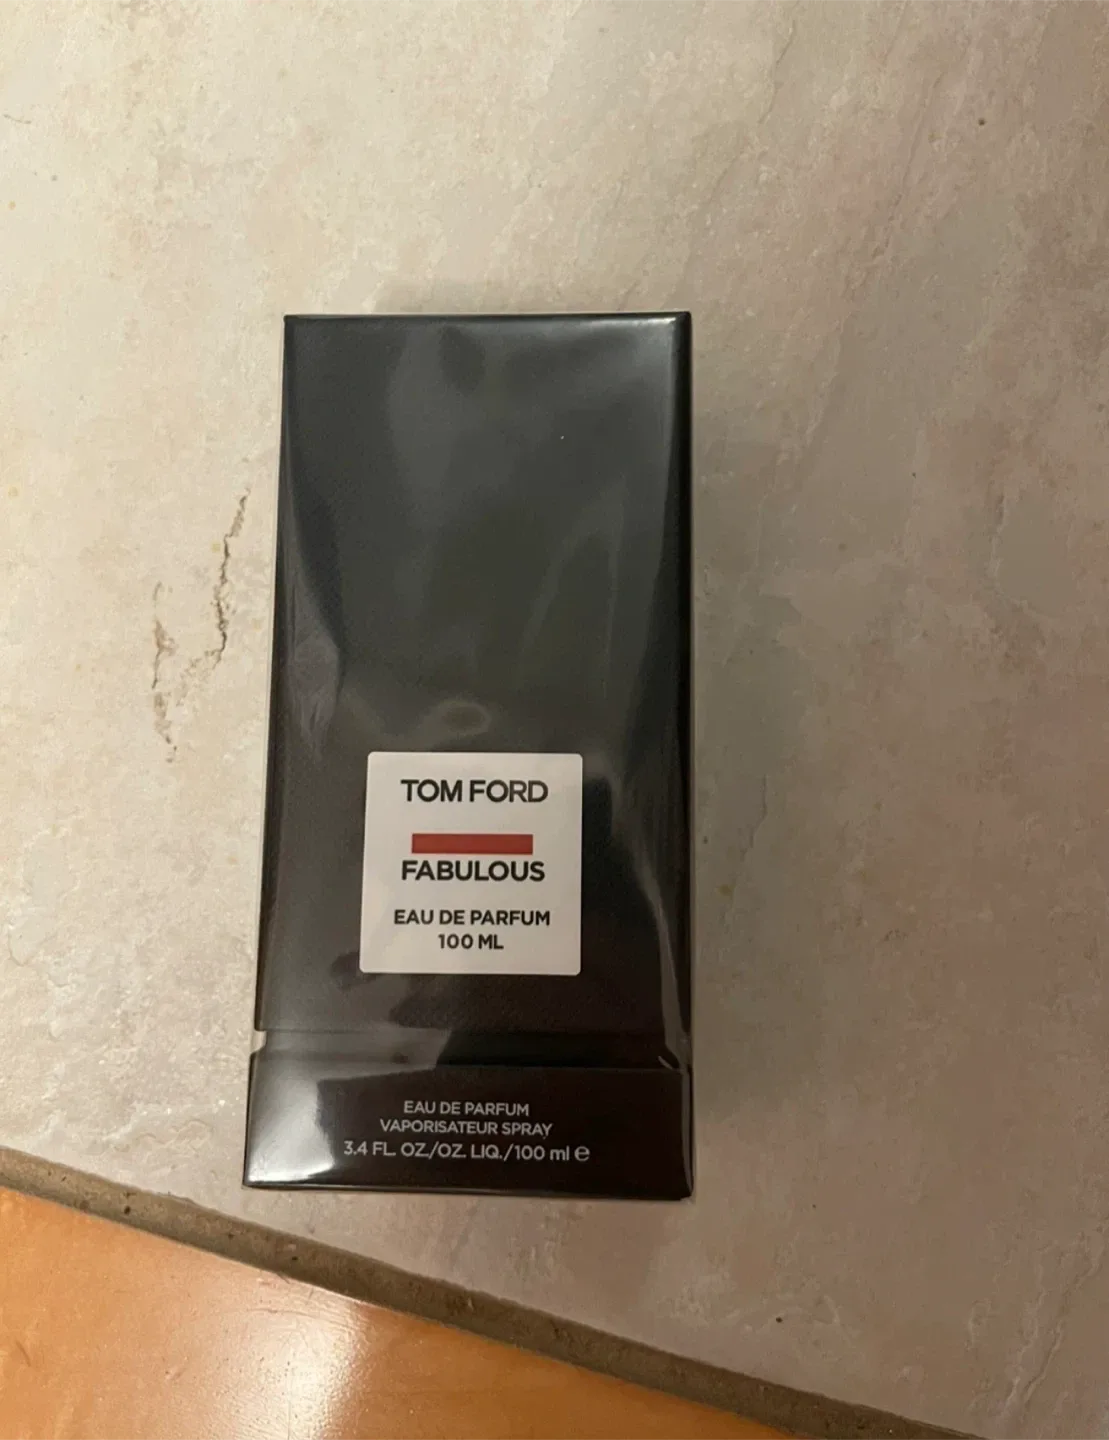 TOM FORD
FABULOUS
EAU DE PARFUM
100 ML
EAU DE PARFUM
VAPORISATEUR SPRAY
3.4 FL. OZ./OZ. LIQ./100 ml ℮